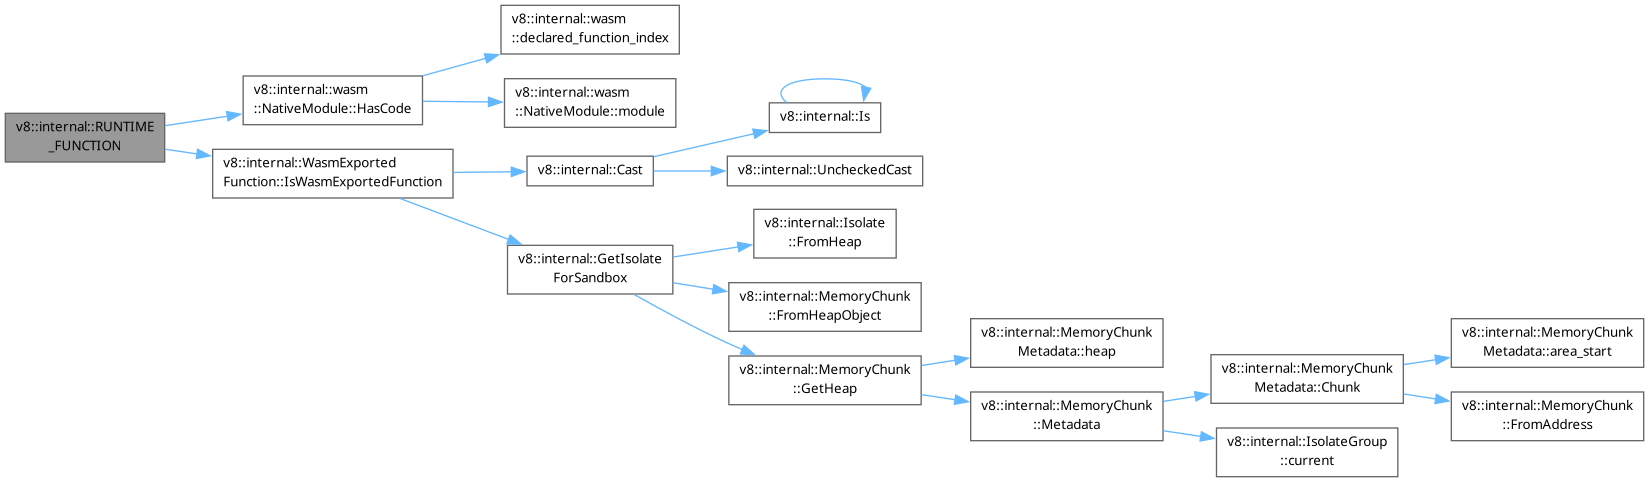 v8::internal::RUNTIME
_FUNCTION
v8::internal::wasm
::NativeModule::HasCode
v8::internal::wasm
::declared_function_index
v8::internal::wasm
::NativeModule::module
v8::internal::WasmExported
Function::IsWasmExportedFunction
v8::internal::Cast
v8::internal::Is
v8::internal::UncheckedCast
v8::internal::GetIsolate
ForSandbox
v8::internal::Isolate
::FromHeap
v8::internal::MemoryChunk
::FromHeapObject
v8::internal::MemoryChunk
::GetHeap
v8::internal::MemoryChunk
Metadata::heap
v8::internal::MemoryChunk
::Metadata
v8::internal::MemoryChunk
Metadata::Chunk
v8::internal::MemoryChunk
Metadata::area_start
v8::internal::MemoryChunk
::FromAddress
v8::internal::IsolateGroup
::current